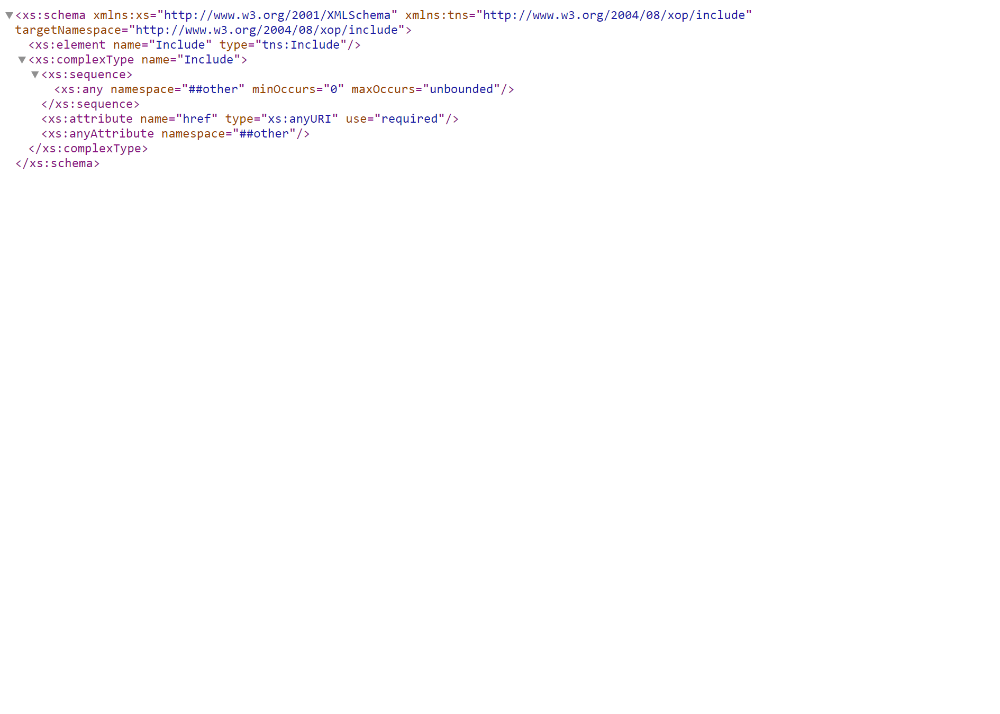 <xs:schema xmlns:xs="http://www.w3.org/2001/XMLSchema" xmlns:tns="http://www.w3.org/2004/08/xop/include"
targetNamespace="http://www.w3.org/2004/08/xop/include">
<xs:element name="Include" type="tns:Include"/>
<xs:complexType name="Include">
<xs:sequence>
<xs:any namespace="##other" minOccurs="0" maxOccurs="unbounded"/>
</xs:sequence>
<xs:attribute name="href" type="xs:anyURI" use="required"/>
<xs:anyAttribute namespace="##other"/>
</xs:complexType>
</xs:schema>